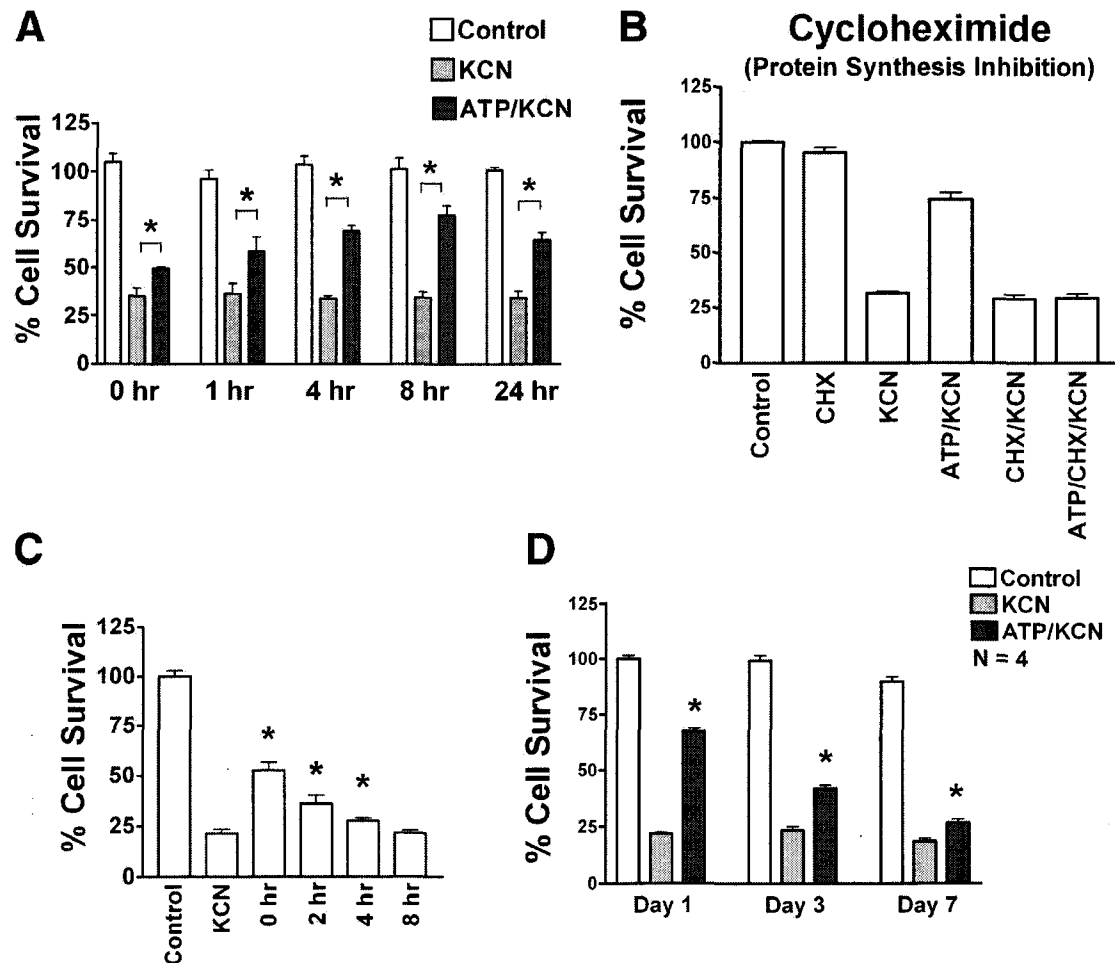 A
Control
KCN
ATP/KCN
% Cell Survival
125
100
75
50
25
0
* * * * *
0 hr 1 hr 4 hr 8 hr 24 hr
B
Cycloheximide
(Protein Synthesis Inhibition)
% Cell Survival
125
100
75
50
25
0
Control
CHX
KCN
ATP/KCN
CHX/KCN
ATP/CHX/KCN
C
% Cell Survival
125
100
75
50
25
0
* * *
Control
KCN
0 hr
2 hr
4 hr
8 hr
D
Control
KCN
ATP/KCN
N = 4
% Cell Survival
125
100
75
50
25
0
* * *
Day 1 Day 3 Day 7